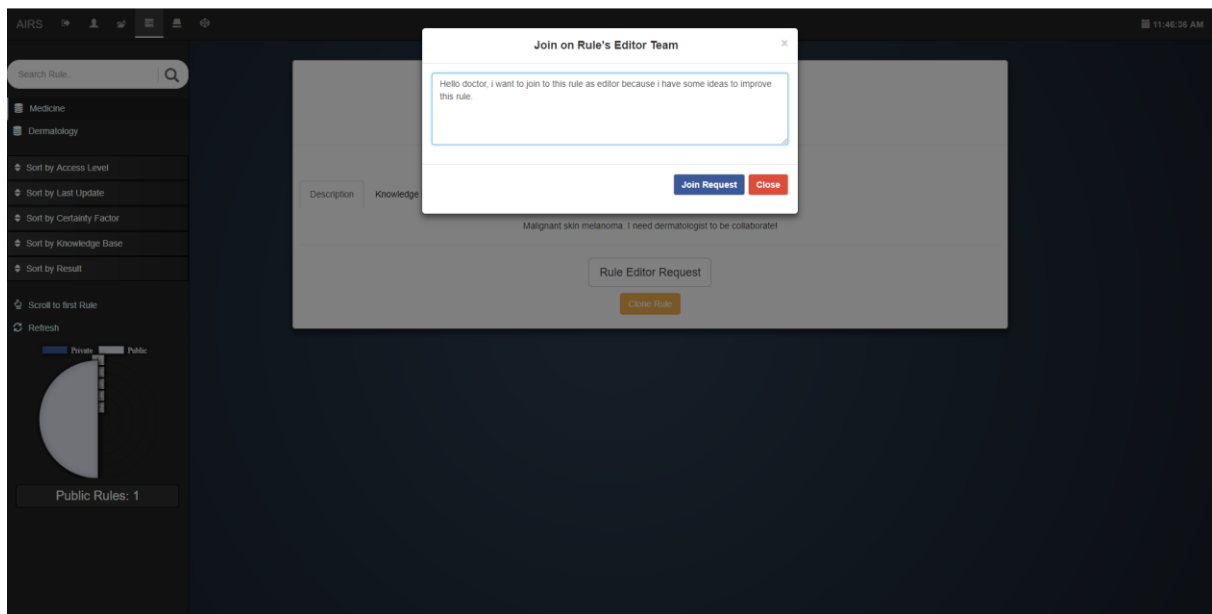 AIRS
11:46:36 AM
Join on Rule's Editor Team
×
Search Rule..
Hello doctor, i want to join to this rule as editor because i have some ideas to improve
this rule.
Medicine
Dermatology
Sort by Access Level
Join Request
Close
Sort by Last Update
Description
Knowledge
Sort by Certainty Factor
Malignant skin melanoma. I need dermatologist to be collaborate!
Sort by Knowledge Base
Sort by Result
Rule Editor Request
Clone Rule
Scroll to first Rule
Refresh
Private
Public
Public Rules: 1